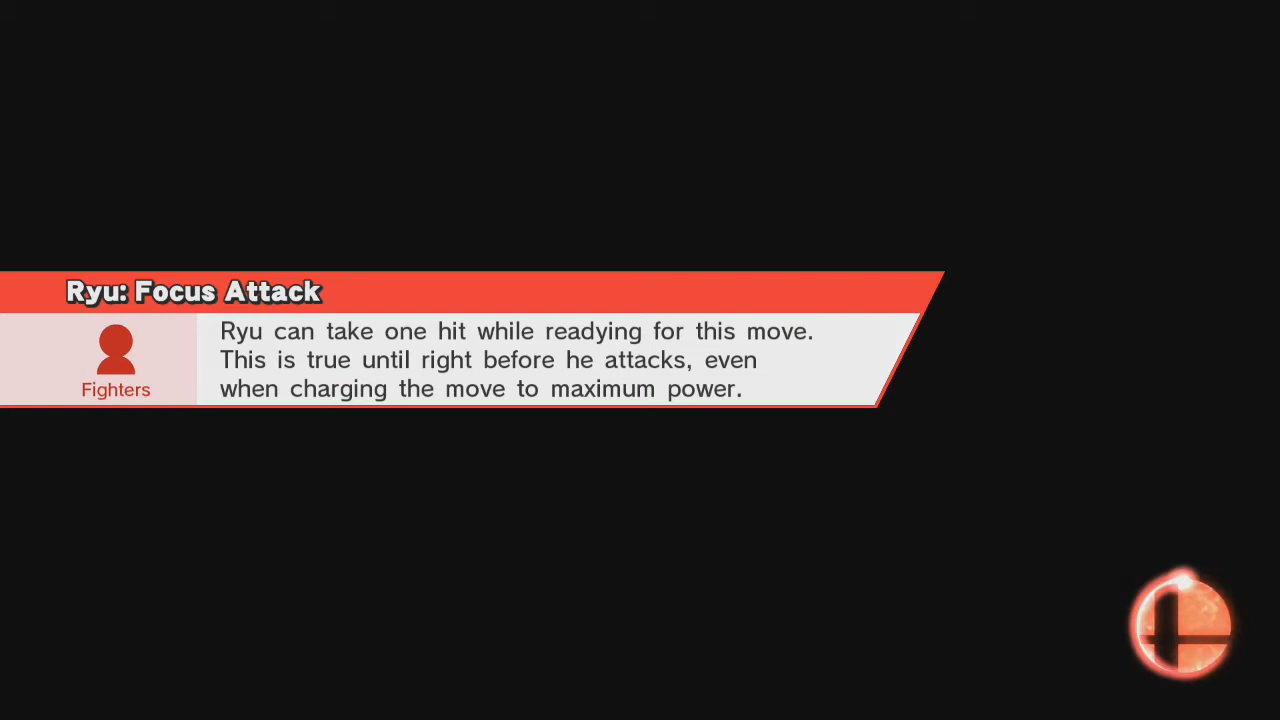 Ryu: Focus Attack
Fighters
Ryu can take one hit while readying for this move.
This is true until right before he attacks, even
when charging the move to maximum power.